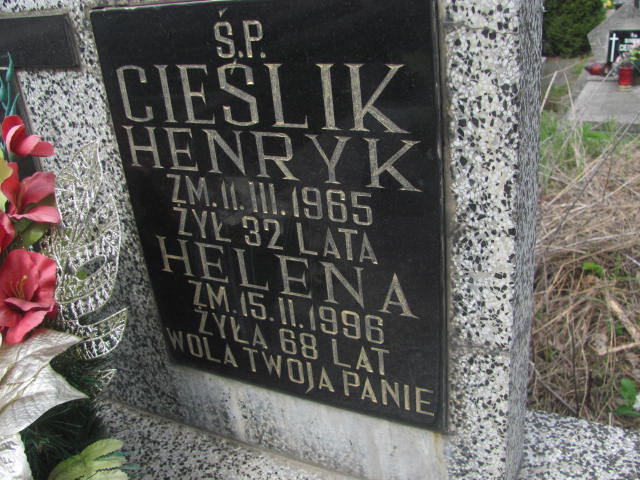 Ś.P.
CIEŚLIK
HENRYK
ZM. 11. III. 1965
ŻYŁ 32 LATA
HELENA
ZM. 15. II. 1996
ŻYŁA 68 LAT
WOLA TWOJA PANIE